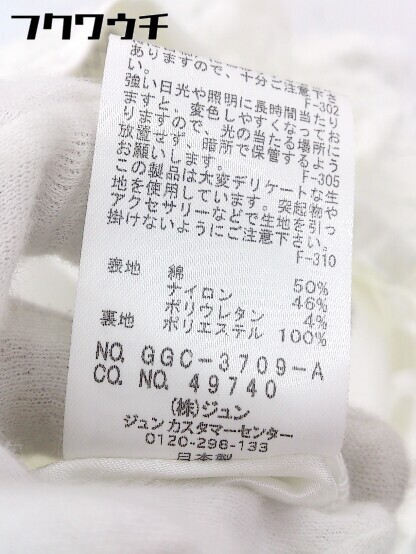 フクワウチ
ありますので、十分ご注意下さ
い。
F-302
強い日光や照明に長時間当たり
ますと、変色しやすくなってお
りますので、光の当たる場所に
放置せず、暗所で保管するよう
お願いします。
F-305
この製品は大変デリケートな生
地を使用しています。突起物や
アクセサリーなどで生地を引っ
掛けないようにご注意下さい。
F-310
表地 綿 50%
ナイロン 46%
ポリウレタン 4%
裏地 ポリエステル 100%
NO. GGC-3709-A
CO. NO. 49740
(株)ジュン
ジュンカスタマーセンター
0120-298-133
日本製